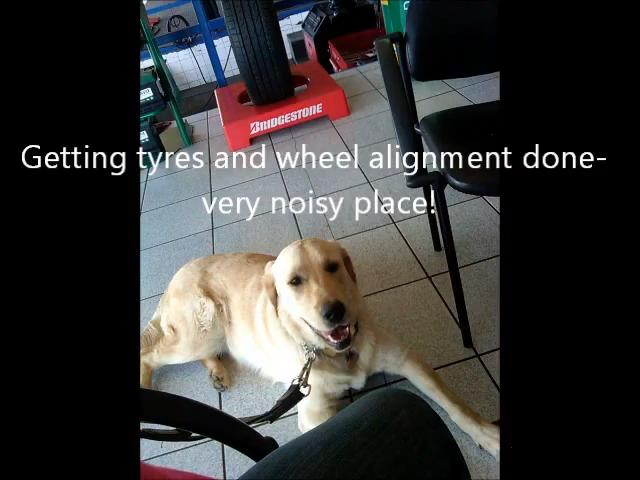 BRIDGESTONE
Getting tyres and wheel alignment done-
very noisy place!